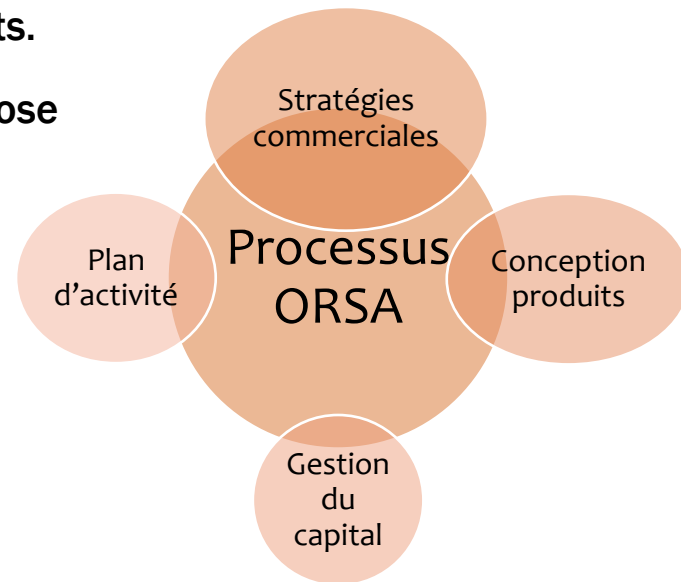 ts.
ose
Stratégies
commerciales
Processus
ORSA
Plan
d’activité
Conception
produits
Gestion
du
capital